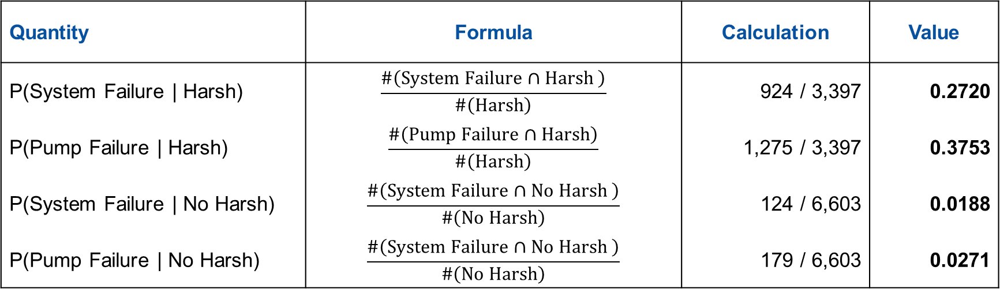 Quantity Formula Calculation Value
P(System Failure | Harsh) #(System Failure ∩ Harsh ) / #(Harsh) 924 / 3,397 0.2720
P(Pump Failure | Harsh) #(Pump Failure ∩ Harsh) / #(Harsh) 1,275 / 3,397 0.3753
P(System Failure | No Harsh) #(System Failure ∩ No Harsh ) / #(No Harsh) 124 / 6,603 0.0188
P(Pump Failure | No Harsh) #(System Failure ∩ No Harsh ) / #(No Harsh) 179 / 6,603 0.0271